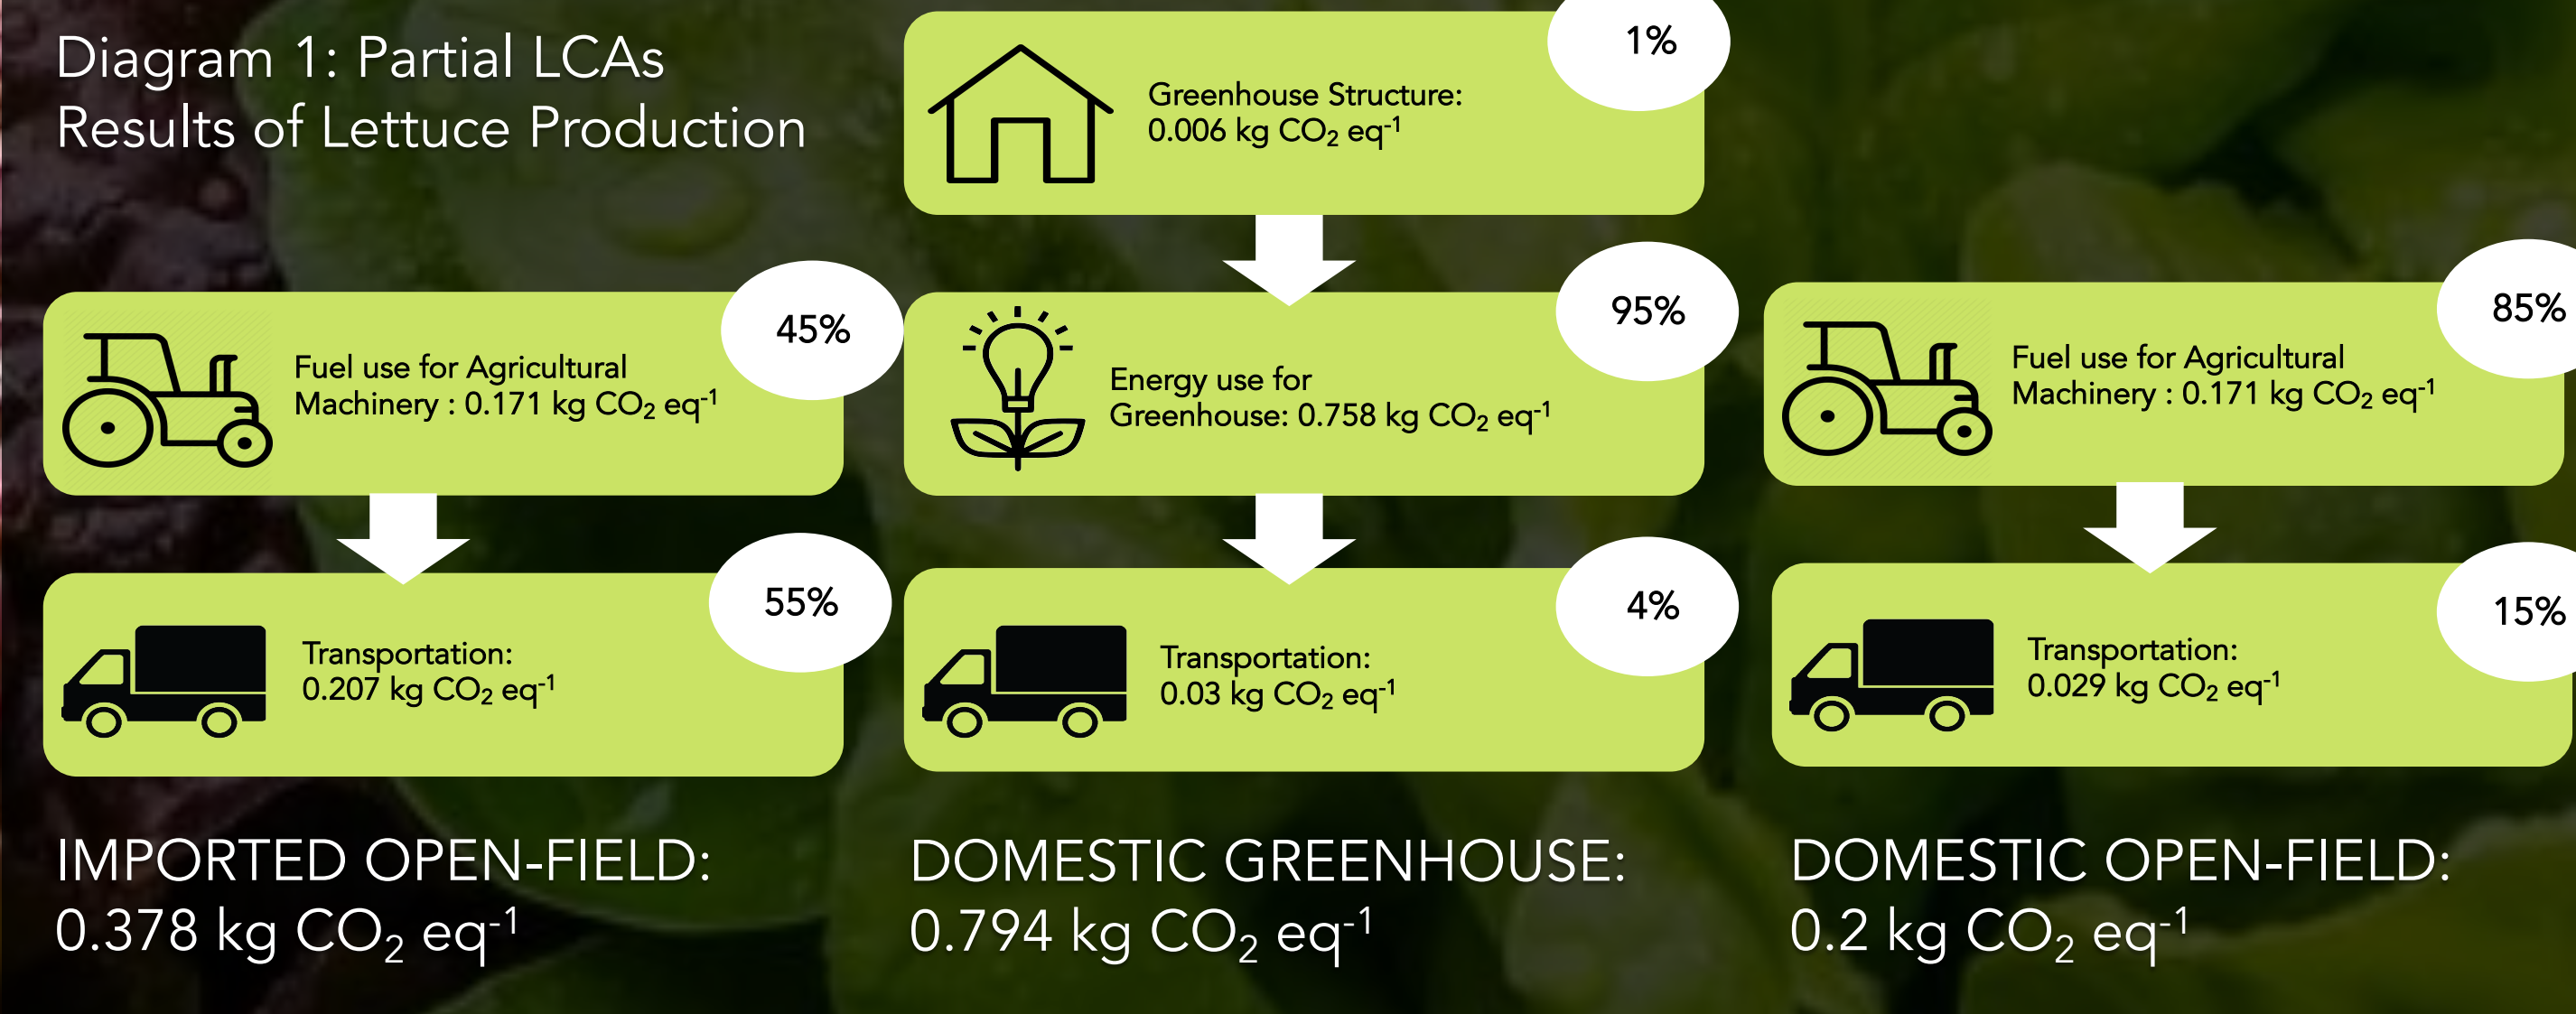 Diagram 1: Partial LCAs
Results of Lettuce Production
1%
Greenhouse Structure:
0.006 kg CO₂ eq⁻¹
45%
Fuel use for Agricultural
Machinery : 0.171 kg CO₂ eq⁻¹
95%
Energy use for
Greenhouse: 0.758 kg CO₂ eq⁻¹
85%
Fuel use for Agricultural
Machinery : 0.171 kg CO₂ eq⁻¹
55%
Transportation:
0.207 kg CO₂ eq⁻¹
4%
Transportation:
0.03 kg CO₂ eq⁻¹
15%
Transportation:
0.029 kg CO₂ eq⁻¹
IMPORTED OPEN-FIELD:
0.378 kg CO₂ eq⁻¹
DOMESTIC GREENHOUSE:
0.794 kg CO₂ eq⁻¹
DOMESTIC OPEN-FIELD:
0.2 kg CO₂ eq⁻¹